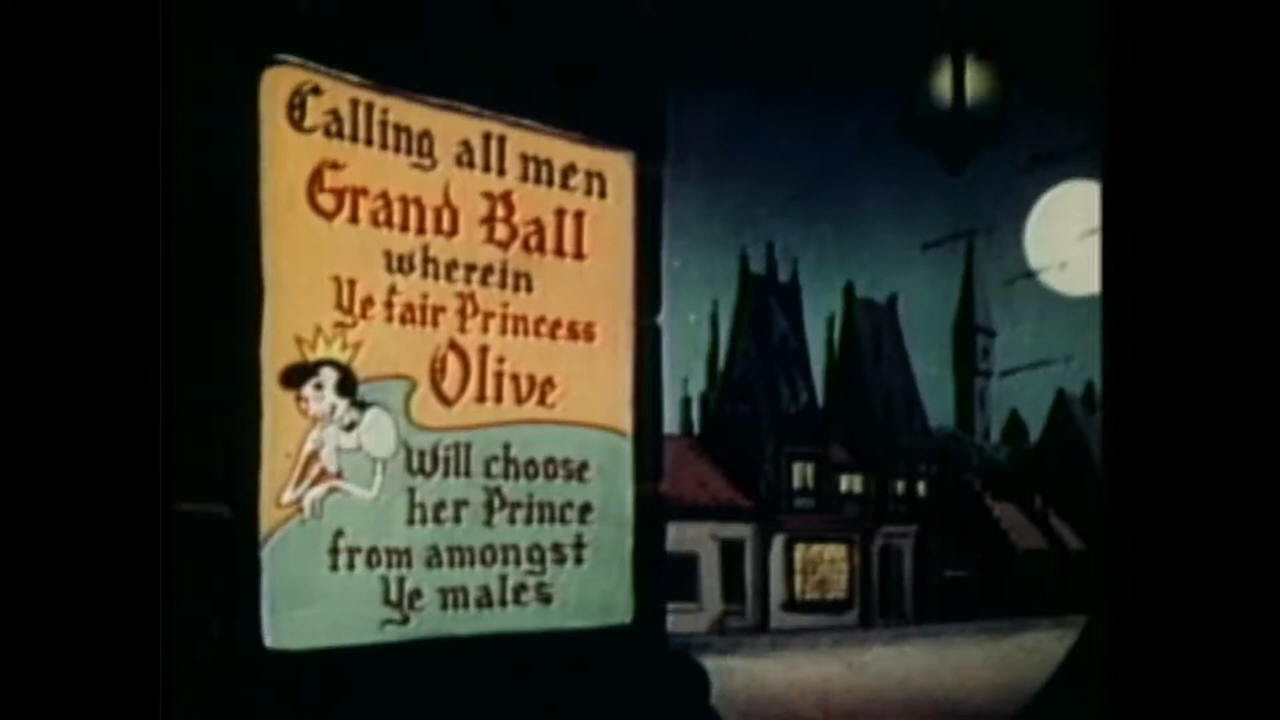 Calling all men
Grand Ball
wherein
Ye fair Princess
Olive
Will choose
her Prince
from amongst
Ye males